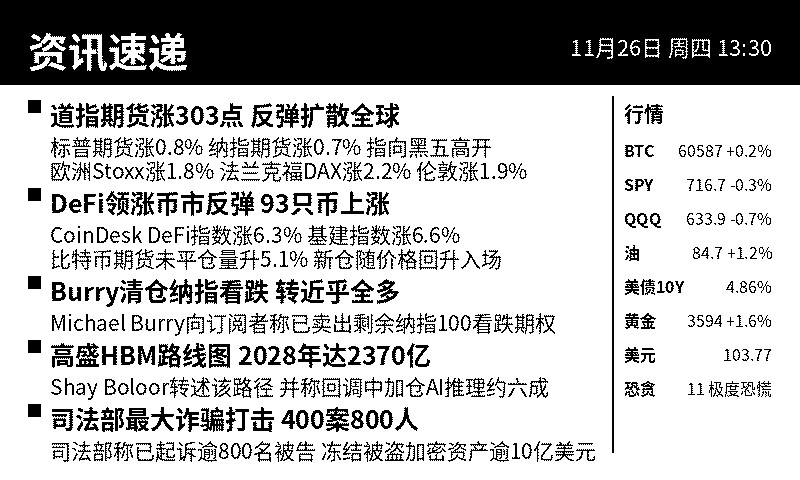 资讯速递
11月26日 周四 13:30
道指期货涨303点 反弹扩散全球
标普期货涨0.8% 纳指期货涨0.7% 指向黑五高开
欧洲Stoxx涨1.8% 法兰克福DAX涨2.2% 伦敦涨1.9%
DeFi领涨币市反弹 93只币上涨
CoinDesk DeFi指数涨6.3% 基建指数涨6.6%
比特币期货未平仓量升5.1% 新仓随价格回升入场
Burry清仓纳指看跌 转近乎全多
Michael Burry向订阅者称已卖出剩余纳指100看跌期权
高盛HBM路线图 2028年达2370亿
Shay Boloor转述该路径 并称回调中加仓AI推理约六成
司法部最大诈骗打击 400案800人
司法部称已起诉逾800名被告 冻结被盗加密资产逾10亿美元
行情
BTC 60587 +0.2%
SPY 716.7 -0.3%
QQQ 633.9 -0.7%
油 84.7 +1.2%
美债10Y 4.86%
黄金 3594 +1.6%
美元 103.77
恐贪 11 极度恐慌